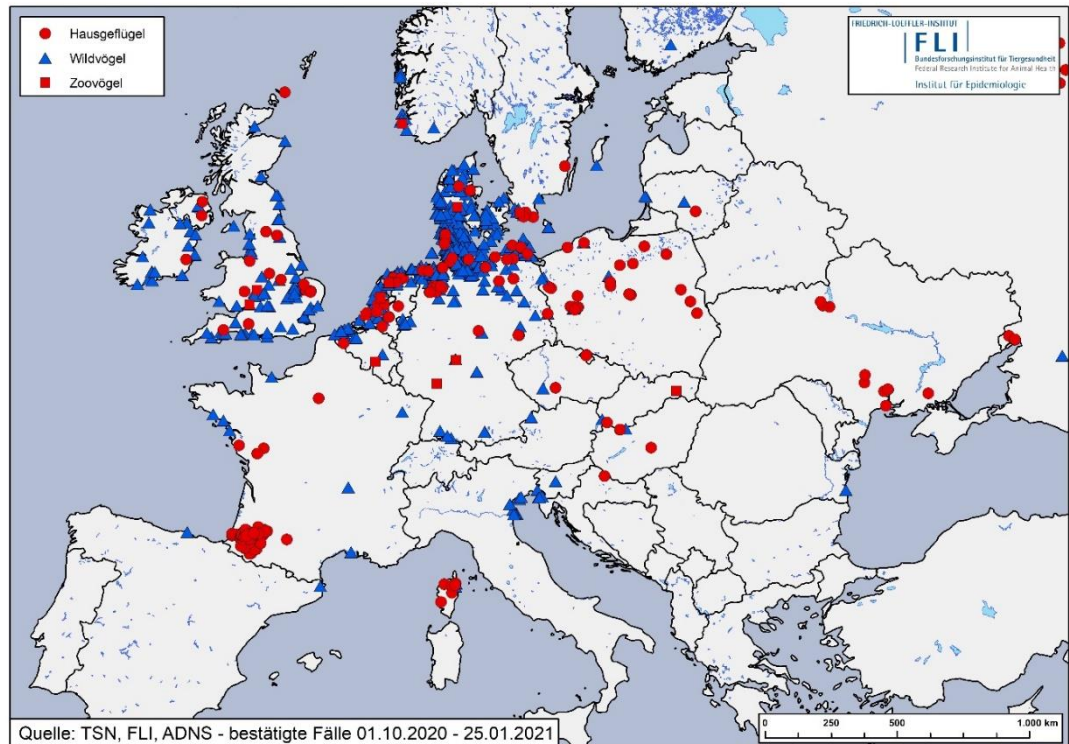 Hausgeflügel
Wildvögel
Zoovögel
FRIEDRICH-LOEFFLER-INSTITUT
FLI
Bundesforschungsinstitut für Tiergesundheit
Federal Research Institute for Animal Health
Institut für Epidemiologie
Quelle: TSN, FLI, ADNS - bestätigte Fälle 01.10.2020 - 25.01.2021
0 250 500 1.000 km